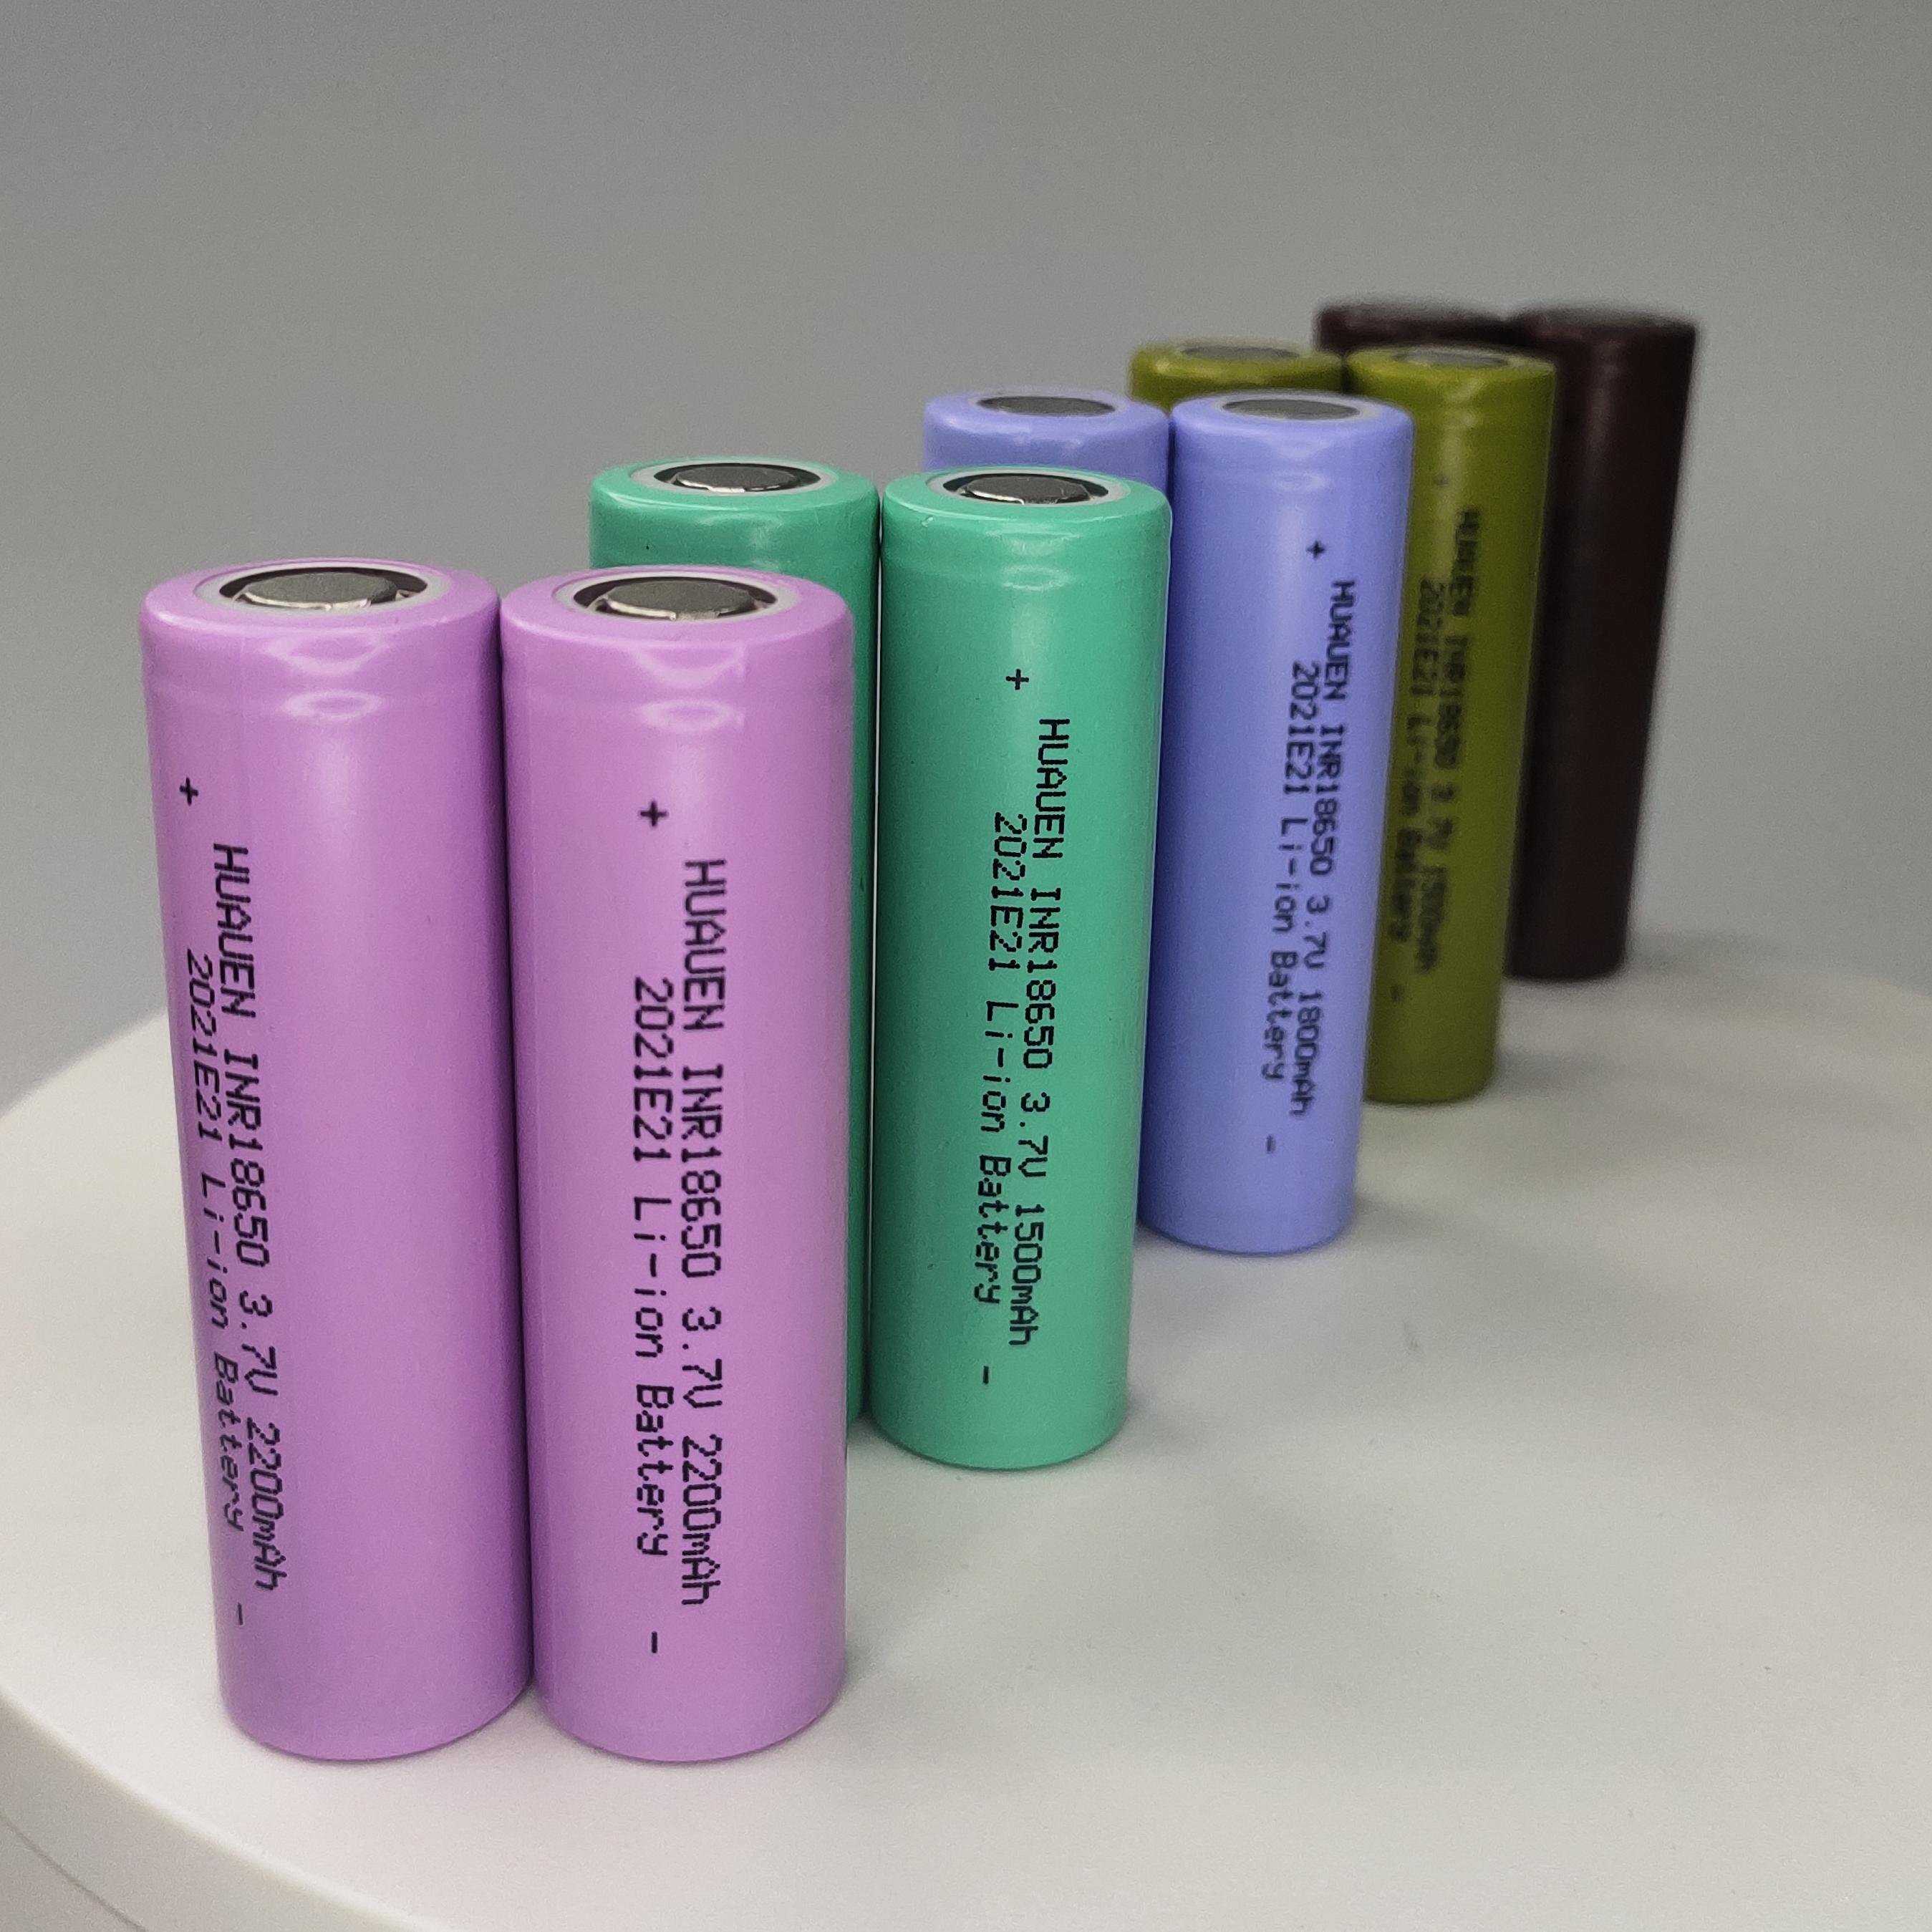 +
HUAUEN INR18650 3.7V 2200mAh
2021E21 Li-ion Battery
-
+
HUAUEN INR18650 3.7V 2200mAh
2021E21 Li-ion Battery
-
+
HUAUEN INR18650 3.7V 1500mAh
2021E21 Li-ion Battery
-
+
HUAUEN INR18650 3.7V 1800mAh
2021E21 Li-ion Battery
-
+
HUAUEN INR18650 3.7V
2021E21 Li-ion Battery
-